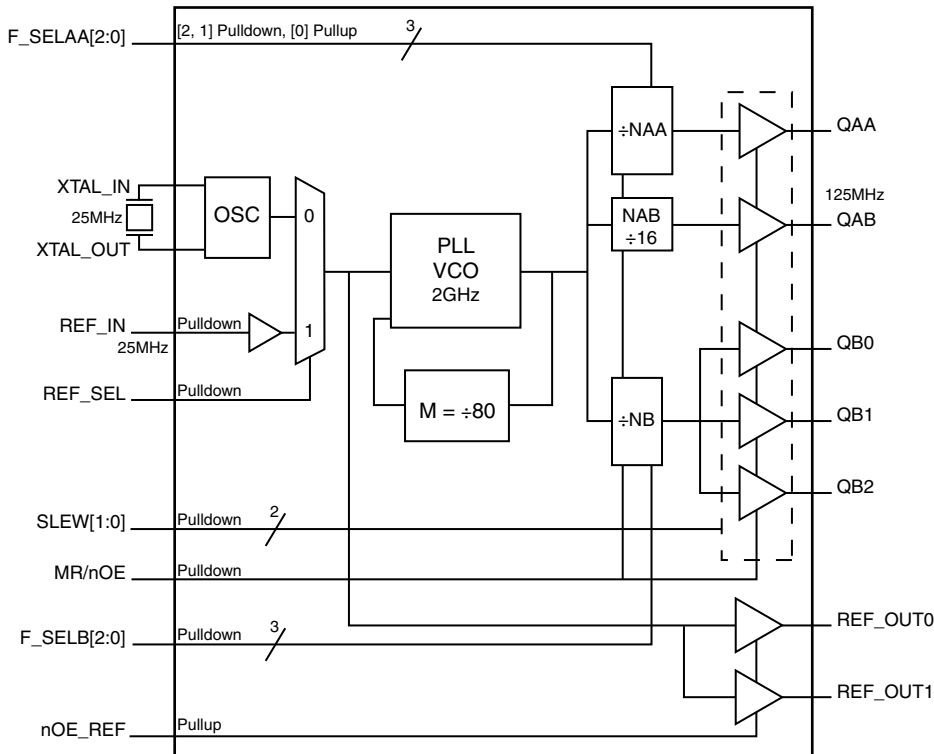 F_SELAA[2:0]
[2, 1] Pulldown, [0] Pullup
3
÷NAA
QAA
XTAL_IN
25MHz
XTAL_OUT
OSC
0
1
PLL
VCO
2GHz
NAB
÷16
125MHz
QAB
REF_IN
Pulldown
25MHz
REF_SEL
Pulldown
M = ÷80
÷NB
QB0
QB1
QB2
SLEW[1:0]
Pulldown
2
MR/nOE
Pulldown
F_SELB[2:0]
Pulldown
3
REF_OUT0
REF_OUT1
nOE_REF
Pullup